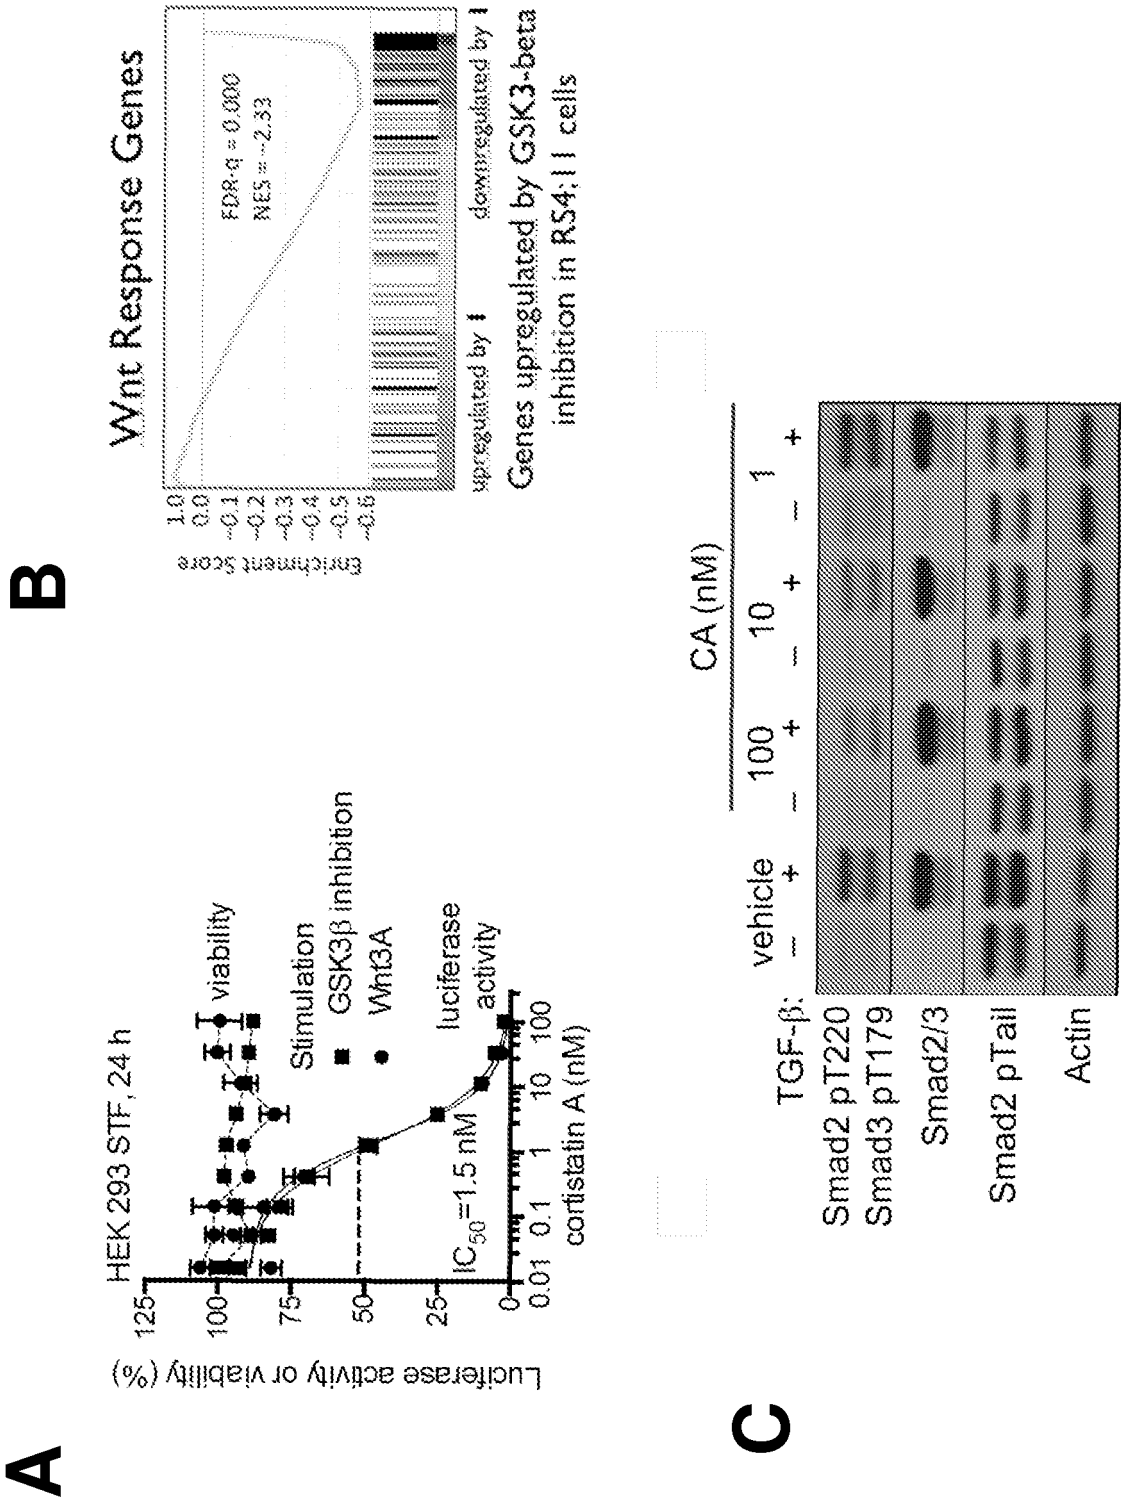 A
HEK293 STF, 24 h
Luciferase activity or viability (%)
125
100
75
50
25
0
0.01
0.1
1
10
100
cortistatin A (nM)
IC50=1.5 nM
viability
Stimulation
GSK3β inhibition
Wnt3A
luciferase
activity
B
Wnt Response Genes
Enrichment Score
1.0
0.0
-0.1
-0.2
-0.3
-0.4
-0.5
-0.6
FDR-q = 0.000
NES = -2.33
upregulated by I
downregulated by I
Genes upregulated by GSK3-beta
inhibition in RS4;11 cells
C
CA (nM)
vehicle 100 10 1
TGF-β: − + − + − + − +
Smad2 pT220
Smad3 pT179
Smad2/3
Smad2 pTail
Actin